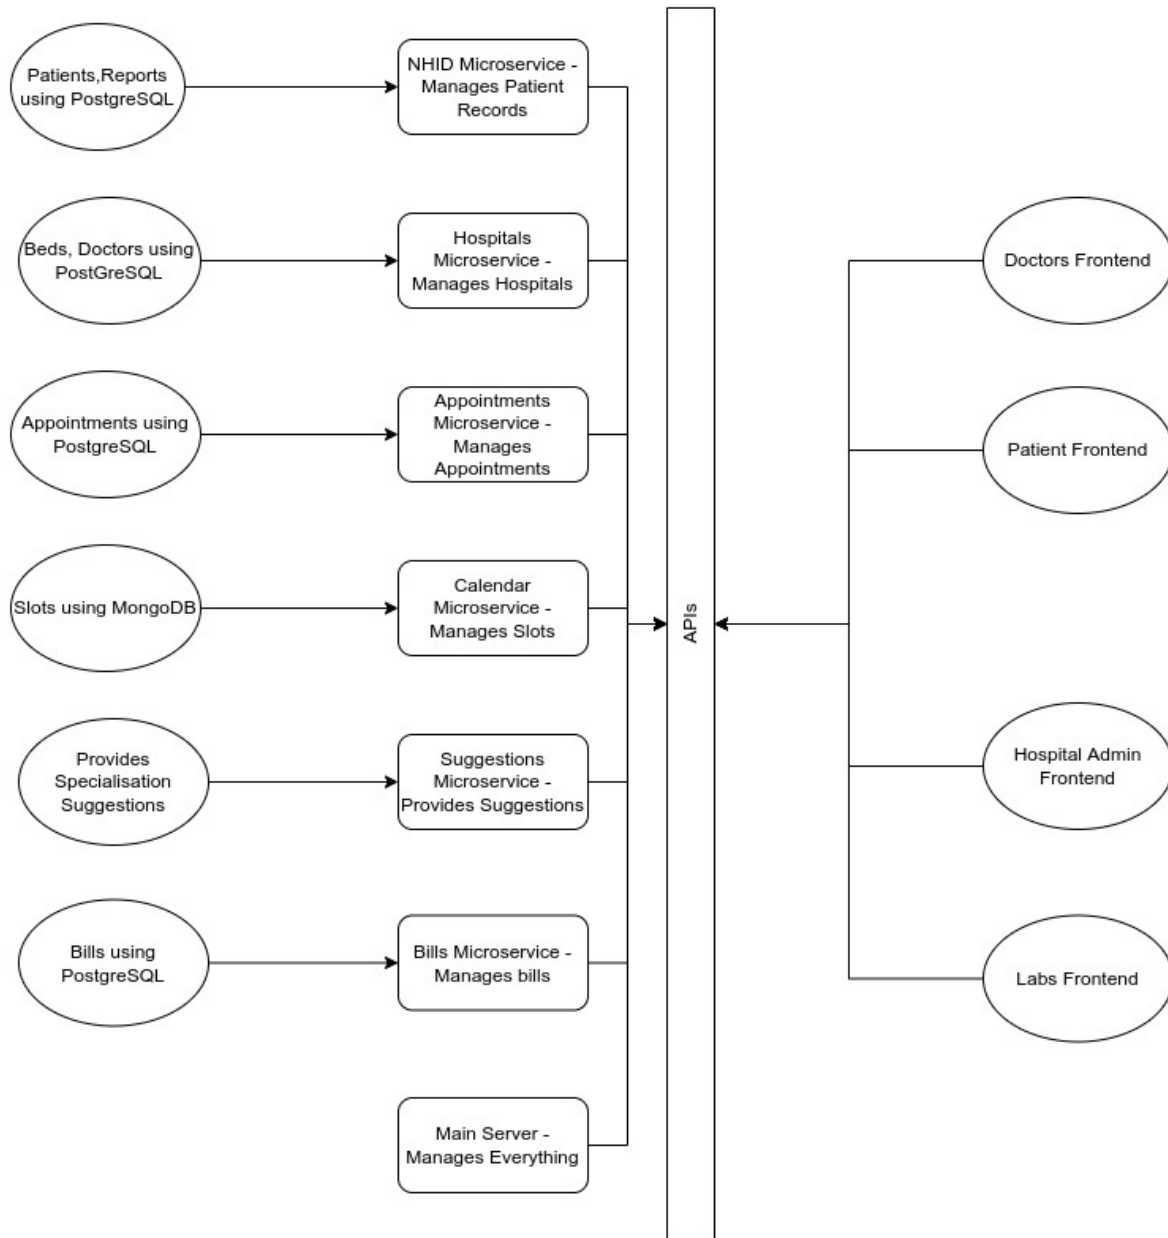 Patients,Reports
using PostgreSQL
NHID Microservice -
Manages Patient
Records
Beds, Doctors using
PostGreSQL
Hospitals
Microservice -
Manages Hospitals
Appointments using
PostgreSQL
Appointments
Microservice -
Manages
Appointments
Slots using MongoDB
Calendar
Microservice -
Manages Slots
Provides
Specialisation
Suggestions
Suggestions
Microservice -
Provides Suggestions
Bills using
PostgreSQL
Bills Microservice -
Manages bills
Main Server -
Manages Everything
APIs
Doctors Frontend
Patient Frontend
Hospital Admin
Frontend
Labs Frontend